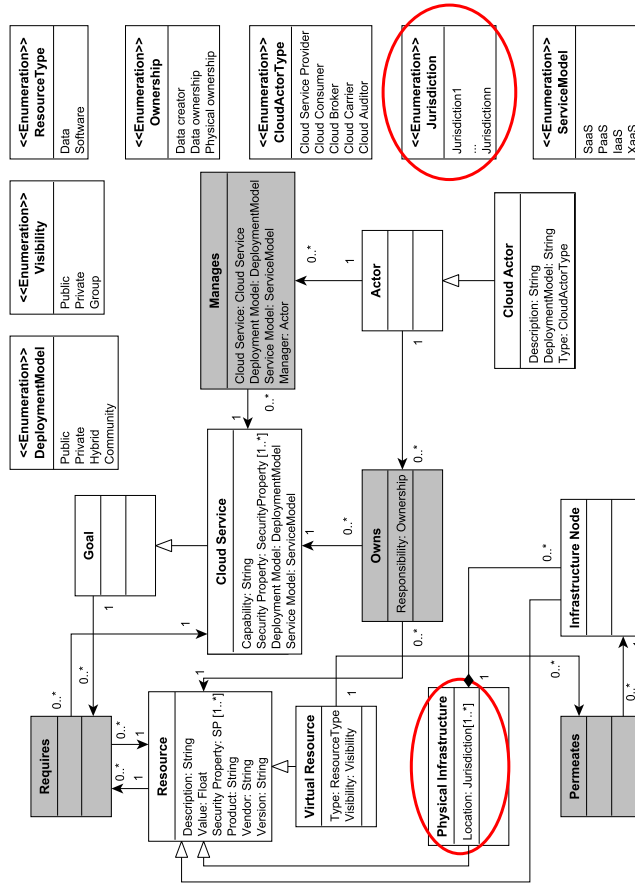 Requires
0..*
0..*
0..*
0..*
1
1
1
1
Resource
Description: String
Value: Float
Security Property: SP [1..*]
Product: String
Vendor: String
Version: String
1
Virtual Resource
Type: ResourceType
Visibility: Visibility
1
Physical Infrastructure
Location: Jurisdiction[1..*]
1
Permeates
0..*
0..*
Goal
Cloud Service
Capability: String
Security Property: SecurityProperty [1..*]
Deployment Model: DeploymentModel
Service Model: ServiceModel
1
1
0..*
Owns
Responsibility: Ownership
0..*
0..*
Infrastructure Node
0..*
1
Manages
Cloud Service: Cloud Service
Deployment Model: DeploymentModel
Service Model: ServiceModel
Manager: Actor
0..*
0..*
1
Actor
1
Cloud Actor
Description: String
DeploymentModel: String
Type: CloudActorType
<<Enumeration>>
DeploymentModel
Public
Private
Hybrid
Community
<<Enumeration>>
Visibility
Public
Private
Group
<<Enumeration>>
ResourceType
Data
Software
<<Enumeration>>
Ownership
Data creator
Data ownership
Physical ownership
<<Enumeration>>
CloudActorType
Cloud Service Provider
Cloud Consumer
Cloud Broker
Cloud Carrier
Cloud Auditor
<<Enumeration>>
Jurisdiction
Jurisdiction1
...
Jurisdictionn
<<Enumeration>>
ServiceModel
SaaS
PaaS
IaaS
XaaS